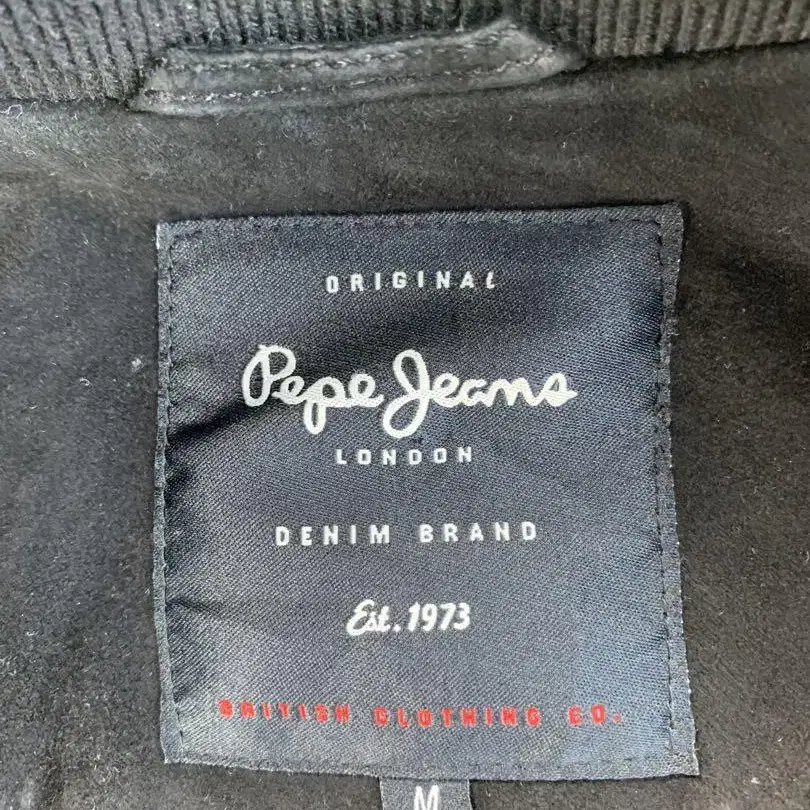 ORIGINAL
Pepe Jeans
LONDON
DENIM BRAND
Est. 1973
BRITISH CLOTHING CO.
M